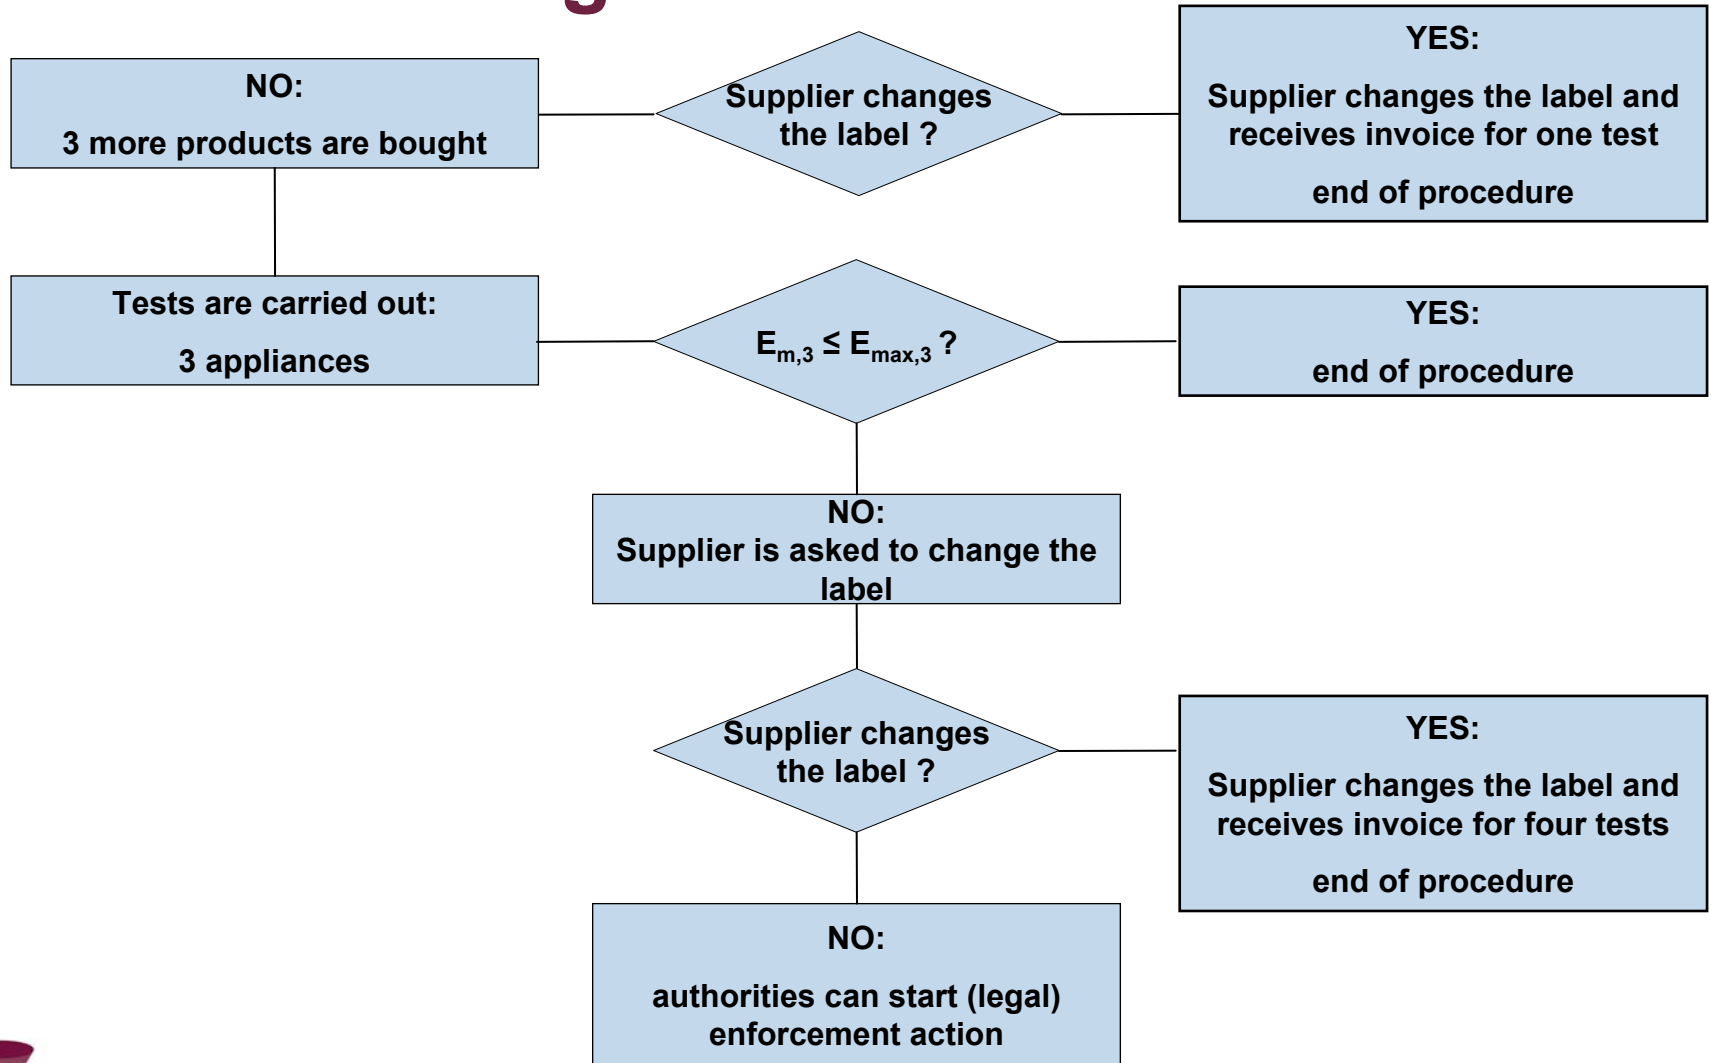 NO:
3 more products are bought
Supplier changes
the label ?
YES:
Supplier changes the label and
receives invoice for one test
end of procedure
Tests are carried out:
3 appliances
Em,3 ≤ Emax,3 ?
YES:
end of procedure
NO:
Supplier is asked to change the
label
Supplier changes
the label ?
YES:
Supplier changes the label and
receives invoice for four tests
end of procedure
NO:
authorities can start (legal)
enforcement action